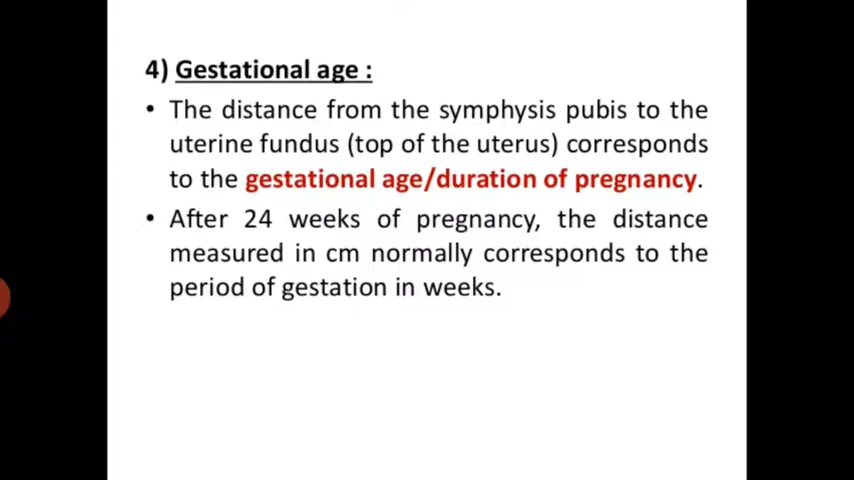 4) Gestational age :
• The distance from the symphysis pubis to the
uterine fundus (top of the uterus) corresponds
to the gestational age/duration of pregnancy.
• After 24 weeks of pregnancy, the distance
measured in cm normally corresponds to the
period of gestation in weeks.